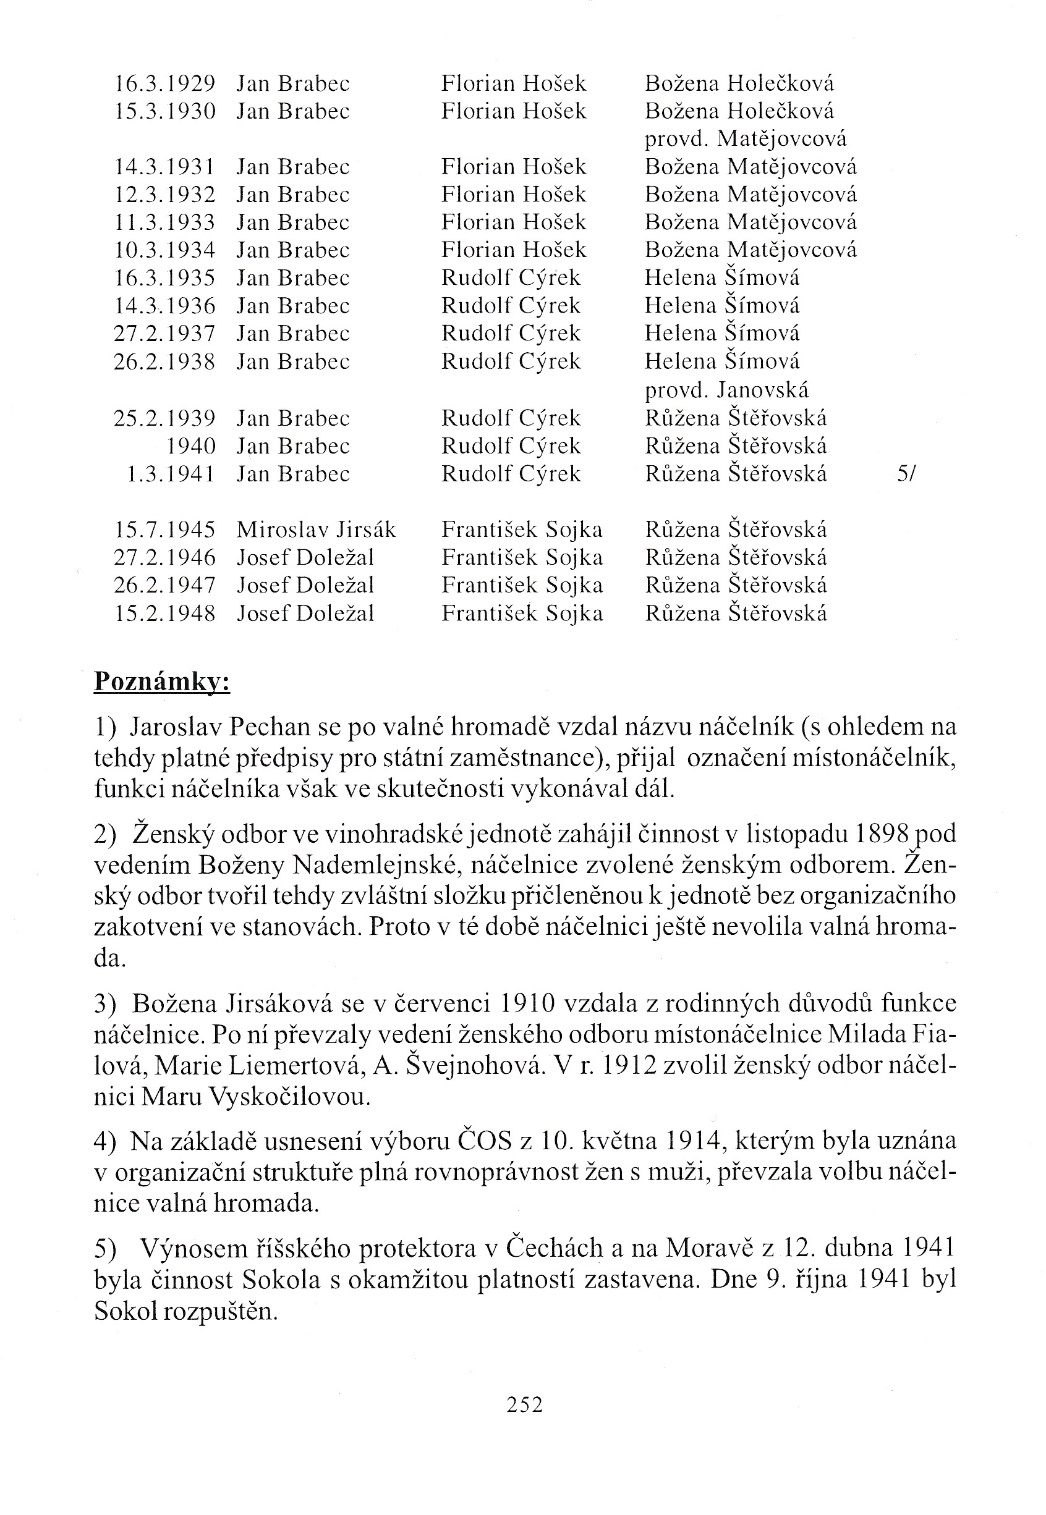 16.3.1929 Jan Brabec Florian Hošek Božena Holečková
15.3.1930 Jan Brabec Florian Hošek Božena Holečková
provd. Matějovcová
14.3.1931 Jan Brabec Florian Hošek Božena Matějovcová
12.3.1932 Jan Brabec Florian Hošek Božena Matějovcová
11.3.1933 Jan Brabec Florian Hošek Božena Matějovcová
10.3.1934 Jan Brabec Florian Hošek Božena Matějovcová
16.3.1935 Jan Brabec Rudolf Cýrek Helena Šímová
14.3.1936 Jan Brabec Rudolf Cýrek Helena Šímová
27.2.1937 Jan Brabec Rudolf Cýrek Helena Šímová
26.2.1938 Jan Brabec Rudolf Cýrek Helena Šímová
provd. Janovská
25.2.1939 Jan Brabec Rudolf Cýrek Růžena Štěřovská
1940 Jan Brabec Rudolf Cýrek Růžena Štěřovská
1.3.1941 Jan Brabec Rudolf Cýrek Růžena Štěřovská 5/
15.7.1945 Miroslav Jirsák František Sojka Růžena Štěřovská
27.2.1946 Josef Doležal František Sojka Růžena Štěřovská
26.2.1947 Josef Doležal František Sojka Růžena Štěřovská
15.2.1948 Josef Doležal František Sojka Růžena Štěřovská
Poznámky:
1) Jaroslav Pechan se po valné hromadě vzdal názvu náčelník (s ohledem na
tehdy platné předpisy pro státní zaměstnance), přijal označení místonáčelník,
funkci náčelníka však ve skutečnosti vykonával dál.
2) Ženský odbor ve vinohradské jednotě zahájil činnost v listopadu 1898 pod
vedením Boženy Nademlejnské, náčelnice zvolené ženským odborem. Žen-
ský odbor tvořil tehdy zvláštní složku přičleněnou k jednotě bez organizačního
zakotvení ve stanovách. Proto v té době náčelnici ještě nevolila valná hroma-
da.
3) Božena Jirsáková se v červenci 1910 vzdala z rodinných důvodů funkce
náčelnice. Po ní převzaly vedení ženského odboru místonáčelnice Milada Fia-
lová, Marie Liemertová, A. Švejnohová. V r. 1912 zvolil ženský odbor náčel-
nici Maru Vyskočilovou.
4) Na základě usnesení výboru ČOS z 10. května 1914, kterým byla uznána
v organizační struktuře plná rovnoprávnost žen s muži, převzala volbu náčel-
nice valná hromada.
5) Výnosem říšského protektora v Čechách a na Moravě z 12. dubna 1941
byla činnost Sokola s okamžitou platností zastavena. Dne 9. října 1941 byl
Sokol rozpuštěn.
252